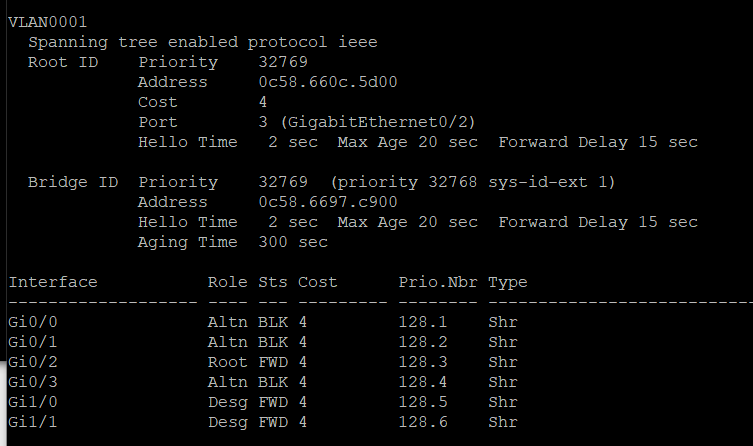 VLAN0001
  Spanning tree enabled protocol ieee
  Root ID    Priority    32769
             Address     0c58.660c.5d00
             Cost        4
             Port        3 (GigabitEthernet0/2)
             Hello Time   2 sec  Max Age 20 sec  Forward Delay 15 sec

  Bridge ID  Priority    32769  (priority 32768 sys-id-ext 1)
             Address     0c58.6697.c900
             Hello Time   2 sec  Max Age 20 sec  Forward Delay 15 sec
             Aging Time  300 sec

Interface           Role Sts Cost      Prio.Nbr Type
------------------- ---- --- --------- -------- ---------------------------
Gi0/0               Altn BLK 4         128.1    Shr
Gi0/1               Altn BLK 4         128.2    Shr
Gi0/2               Root FWD 4         128.3    Shr
Gi0/3               Altn BLK 4         128.4    Shr
Gi1/0               Desg FWD 4         128.5    Shr
Gi1/1               Desg FWD 4         128.6    Shr